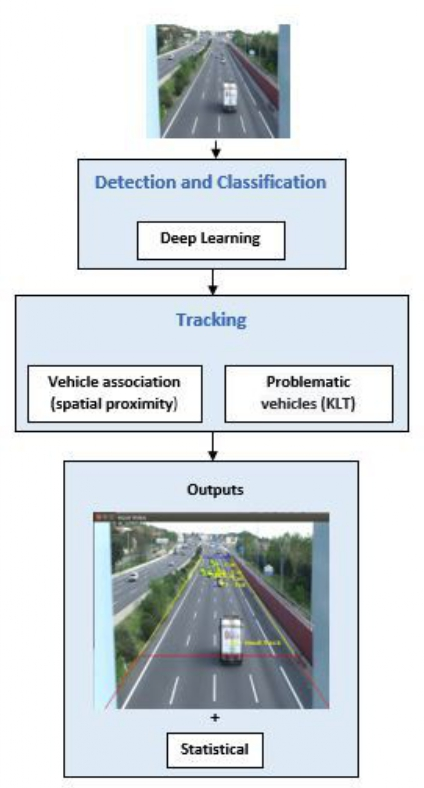 Detection and Classification
Deep Learning
Tracking
Vehicle association
(spatial proximity)
Problematic
vehicles (KLT)
Outputs
+
Statistical